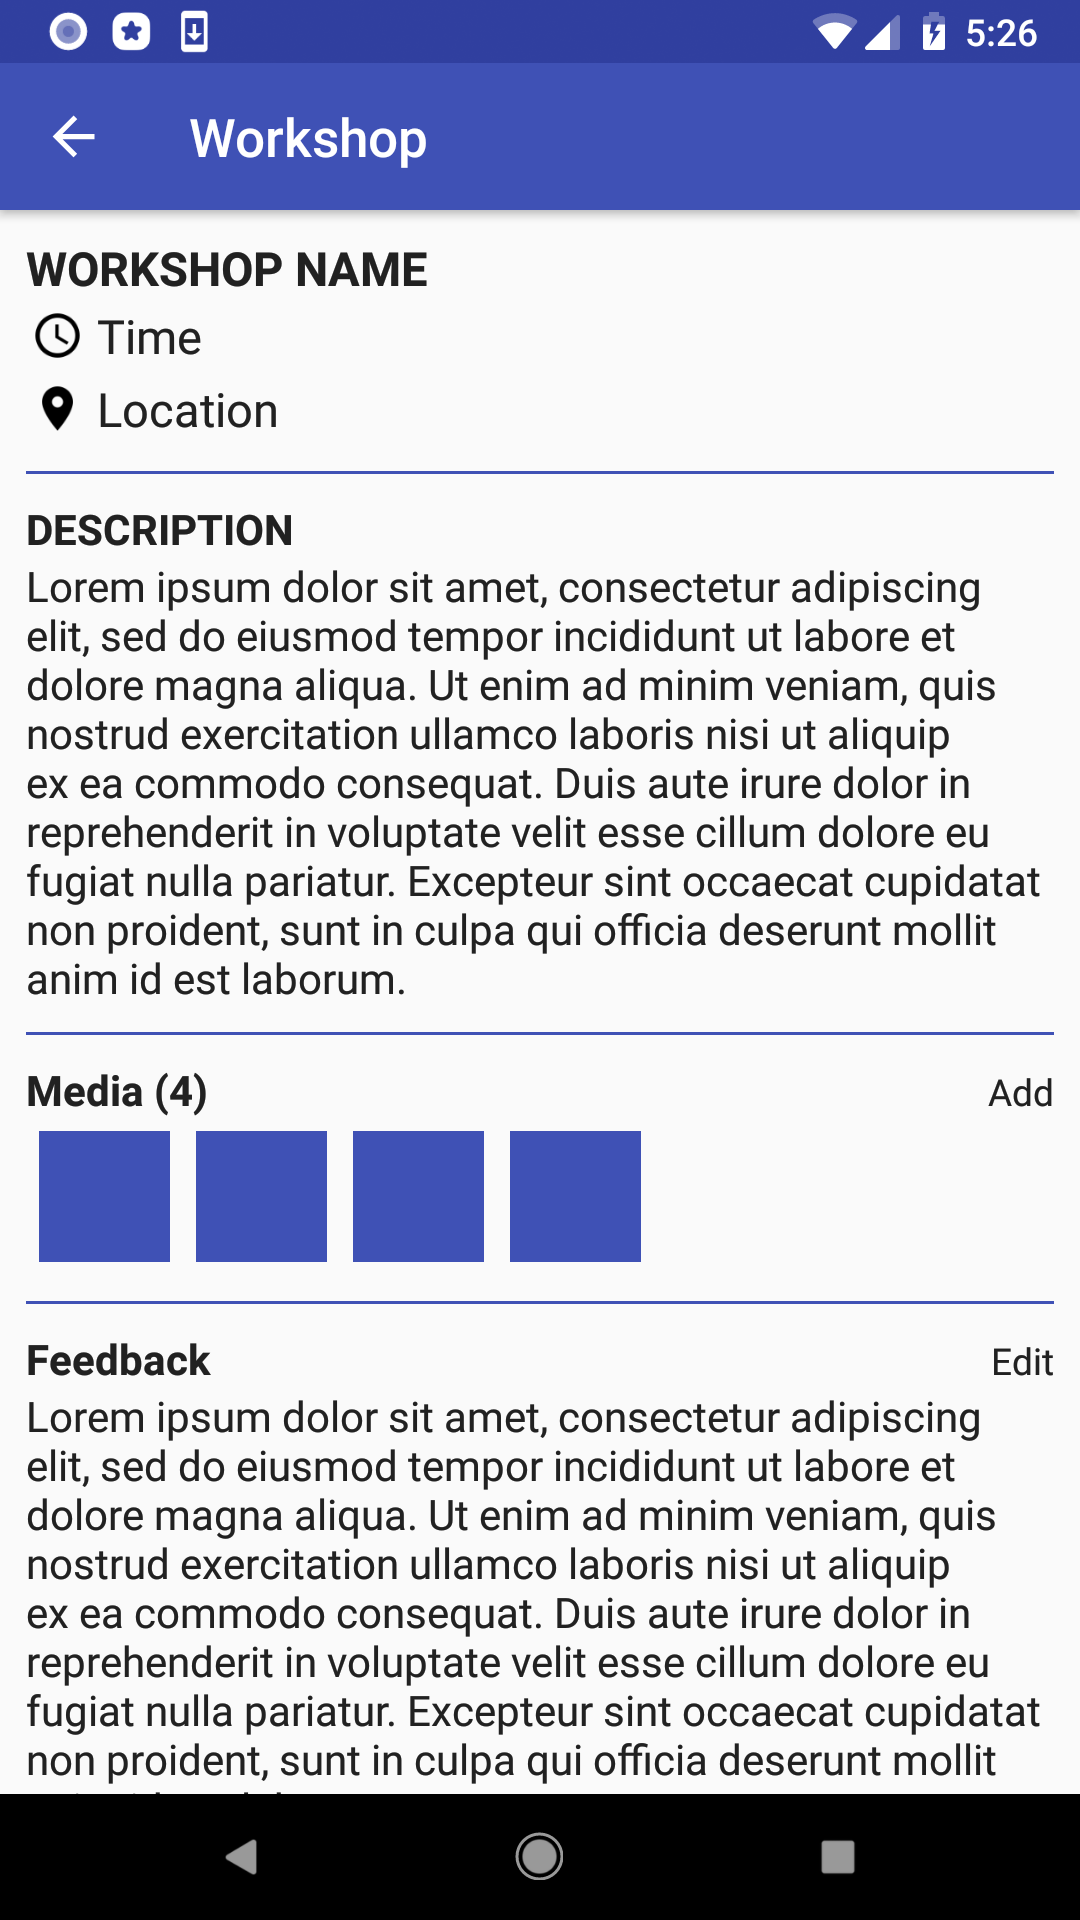 5:26
Workshop
WORKSHOP NAME
Time
Location
DESCRIPTION
Lorem ipsum dolor sit amet, consectetur adipiscing
elit, sed do eiusmod tempor incididunt ut labore et
dolore magna aliqua. Ut enim ad minim veniam, quis
nostrud exercitation ullamco laboris nisi ut aliquip
ex ea commodo consequat. Duis aute irure dolor in
reprehenderit in voluptate velit esse cillum dolore eu
fugiat nulla pariatur. Excepteur sint occaecat cupidatat
non proident, sunt in culpa qui officia deserunt mollit
anim id est laborum.
Media (4)
Add
Feedback
Edit
Lorem ipsum dolor sit amet, consectetur adipiscing
elit, sed do eiusmod tempor incididunt ut labore et
dolore magna aliqua. Ut enim ad minim veniam, quis
nostrud exercitation ullamco laboris nisi ut aliquip
ex ea commodo consequat. Duis aute irure dolor in
reprehenderit in voluptate velit esse cillum dolore eu
fugiat nulla pariatur. Excepteur sint occaecat cupidatat
non proident, sunt in culpa qui officia deserunt mollit